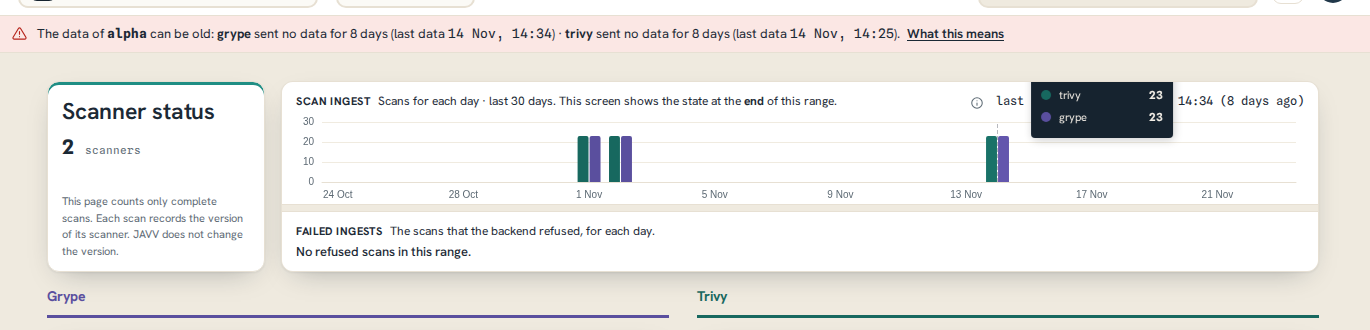 The data of alpha can be old: grype sent no data for 8 days (last data 14 Nov, 14:34) · trivy sent no data for 8 days (last data 14 Nov, 14:25). What this means
Scanner status
2 scanners
This page counts only complete
scans. Each scan records the version
of its scanner. JAVV does not change
the version.
SCAN INGEST Scans for each day · last 30 days. This screen shows the state at the end of this range.
last
14:34 (8 days ago)
trivy 23
grype 23
30
20
10
0
24 Oct
28 Oct
1 Nov
5 Nov
9 Nov
13 Nov
17 Nov
21 Nov
FAILED INGESTS The scans that the backend refused, for each day.
No refused scans in this range.
Grype
Trivy